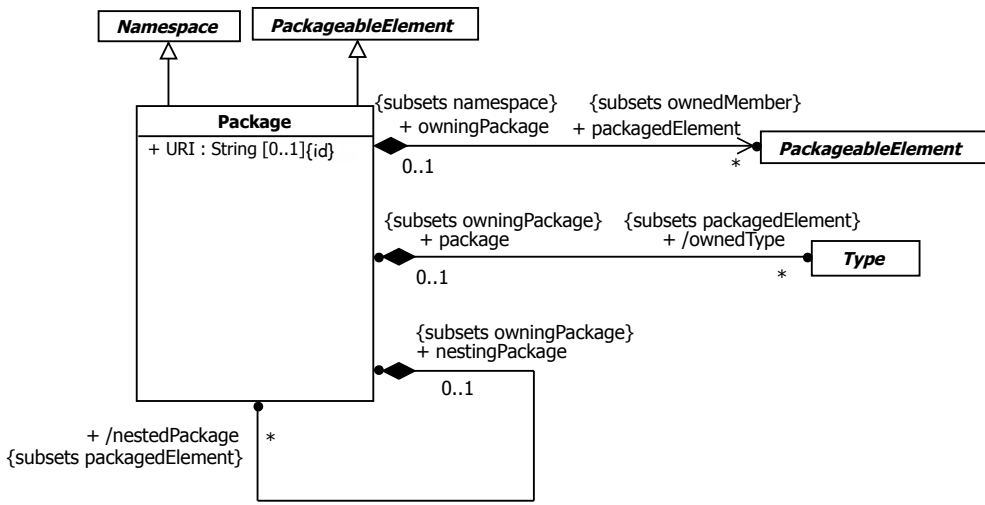 Namespace
PackageableElement
Package
+ URI : String [0..1]{id}
{subsets namespace}
+ owningPackage
0..1
{subsets ownedMember}
+ packagedElement
*
PackageableElement
{subsets owningPackage}
+ package
0..1
{subsets packagedElement}
+ /ownedType
*
Type
{subsets owningPackage}
+ nestingPackage
0..1
+ /nestedPackage
*
{subsets packagedElement}